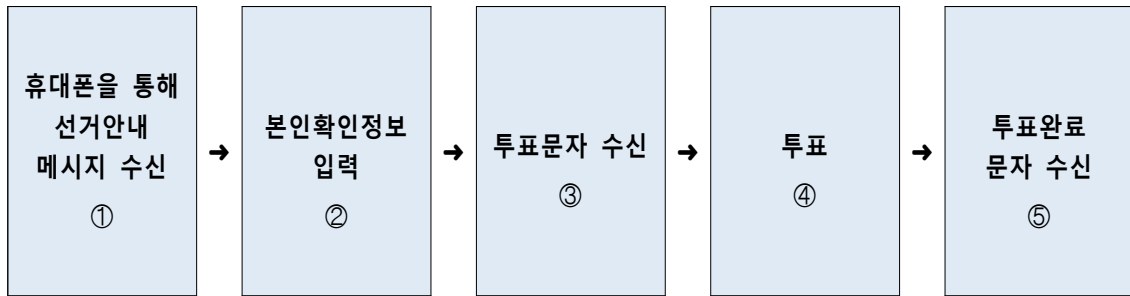 휴대폰을 통해
선거안내
메시지 수신
①
➜
본인확인정보
입력
②
➜
투표문자 수신
③
➜
투표
④
➜
투표완료
문자 수신
⑤